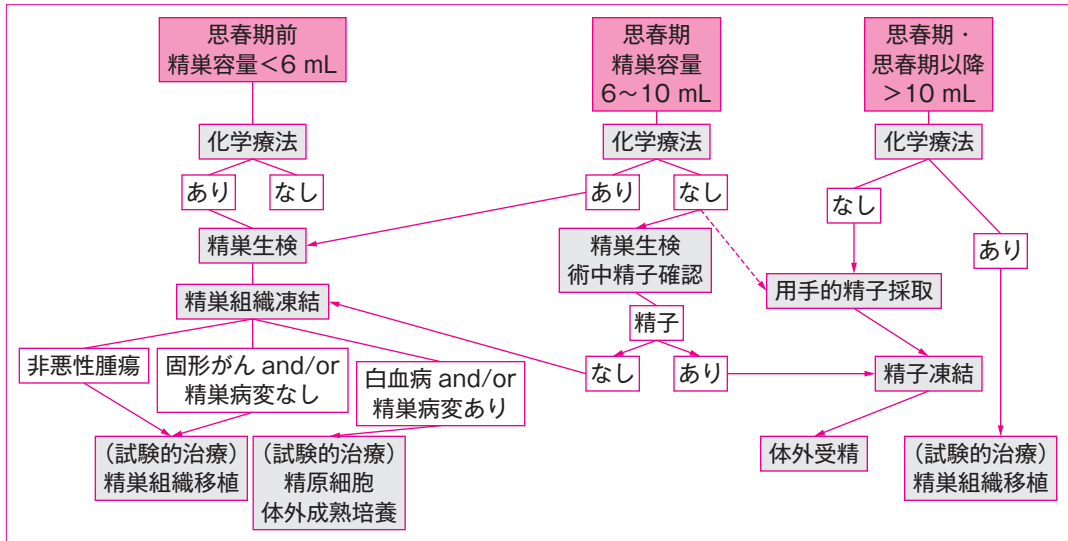 思春期前
精巣容量＜6 mL
思春期
精巣容量
6〜10 mL
思春期・
思春期以降
＞10 mL
化学療法
化学療法
化学療法
あり
なし
あり
なし
なし
あり
精巣生検
精巣生検
術中精子確認
用手的精子採取
精巣組織凍結
精子
非悪性腫瘍
固形がん and/or
精巣病変なし
白血病 and/or
精巣病変あり
なし
あり
精子凍結
（試験的治療）
精巣組織移植
（試験的治療）
精原細胞
体外成熟培養
体外受精
（試験的治療）
精巣組織移植